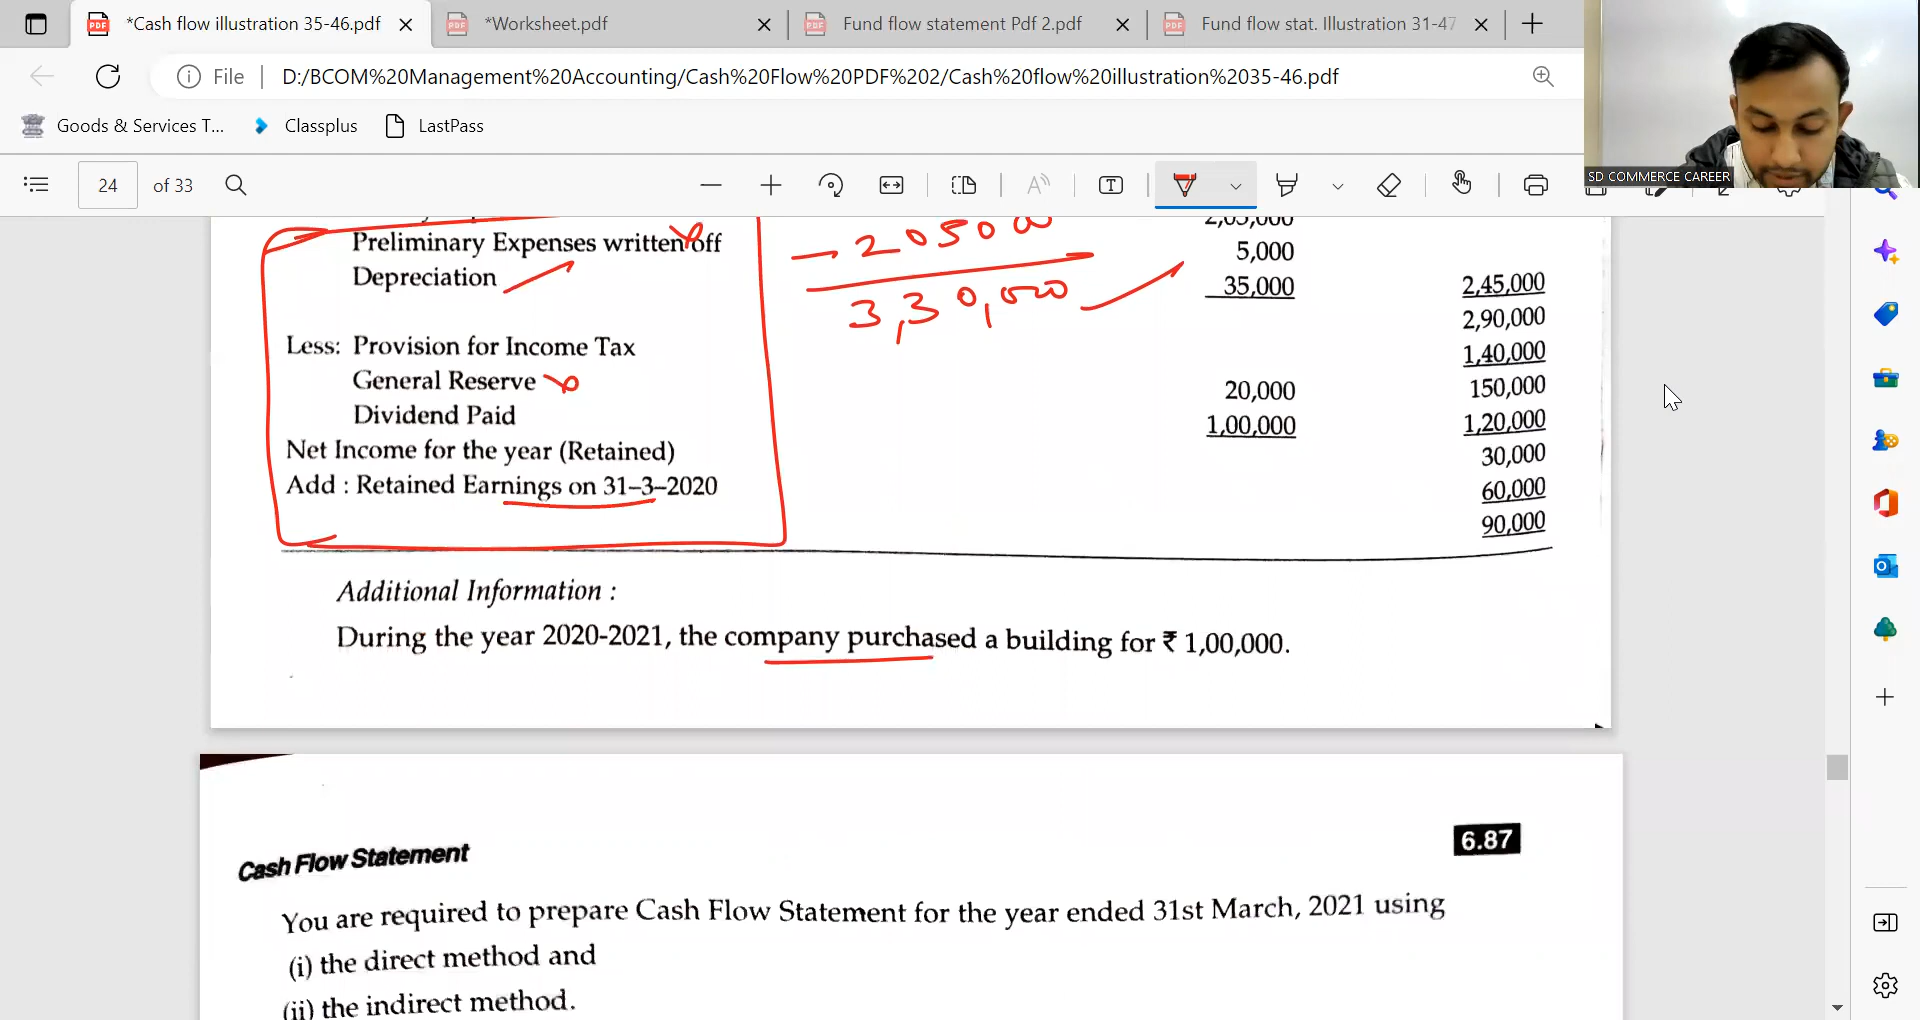 *Cash flow illustration 35-46.pdf
*Worksheet.pdf
Fund flow statement Pdf 2.pdf
Fund flow stat. Illustration 31-47
File
D:/BCOM%20Management%20Accounting/Cash%20Flow%20PDF%202/Cash%20flow%20illustration%2035-46.pdf
Goods & Services T...
Classplus
LastPass
24 of 33
SD COMMERCE CAREER
2,05,000
Preliminary Expenses written off 5,000
Depreciation 35,000 2,45,000
— 205000
3,30,000
2,90,000
Less: Provision for Income Tax 1,40,000
150,000
General Reserve 20,000
Dividend Paid 1,00,000 1,20,000
Net Income for the year (Retained) 30,000
Add : Retained Earnings on 31–3–2020 60,000
90,000
Additional Information :
During the year 2020-2021, the company purchased a building for ₹ 1,00,000.
6.87
Cash Flow Statement
You are required to prepare Cash Flow Statement for the year ended 31st March, 2021 using
(i) the direct method and
(ii) the indirect method.